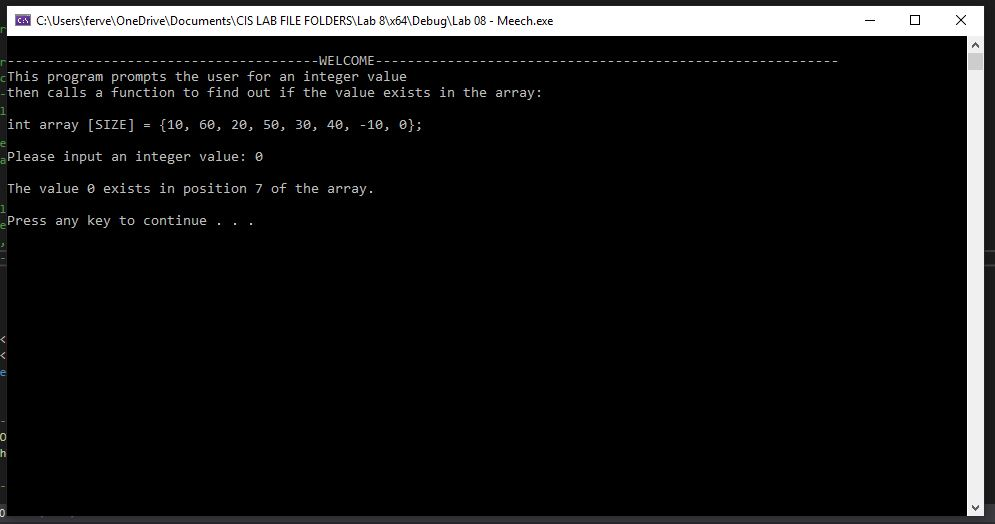 C:\Users\ferve\OneDrive\Documents\CIS LAB FILE FOLDERS\Lab 8\x64\Debug\Lab 08 - Meech.exe
---------------------------------------WELCOME----------------------------------------------------------
This program prompts the user for an integer value
then calls a function to find out if the value exists in the array:
int array [SIZE] = {10, 60, 20, 50, 30, 40, -10, 0};
Please input an integer value: 0
The value 0 exists in position 7 of the array.
Press any key to continue . . .